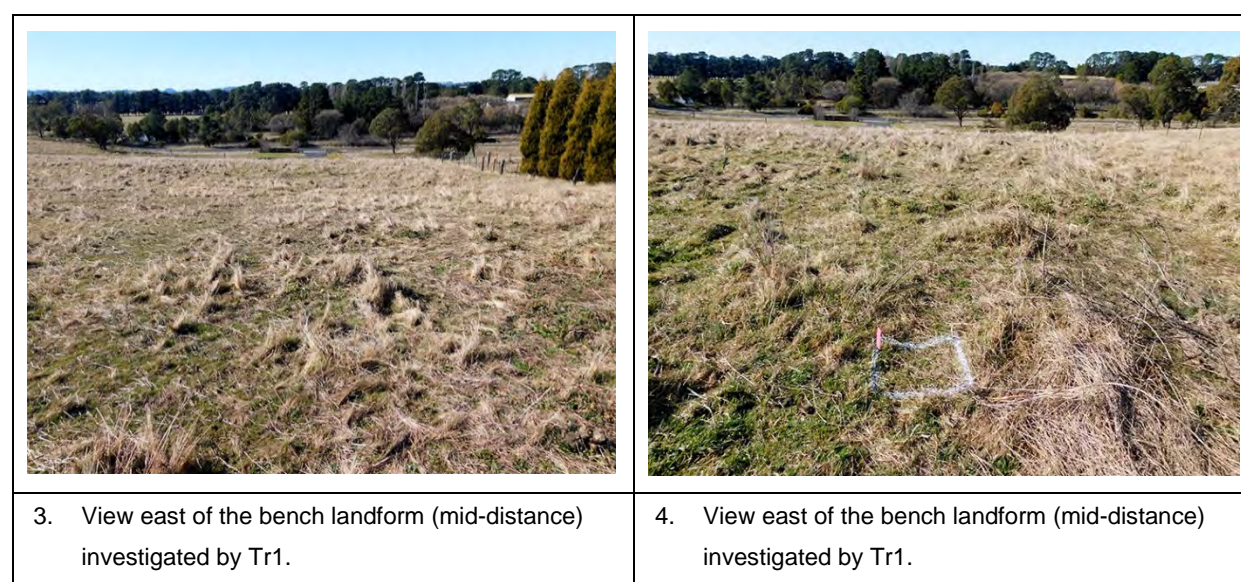 3. View east of the bench landform (mid-distance)
investigated by Tr1.
4. View east of the bench landform (mid-distance)
investigated by Tr1.